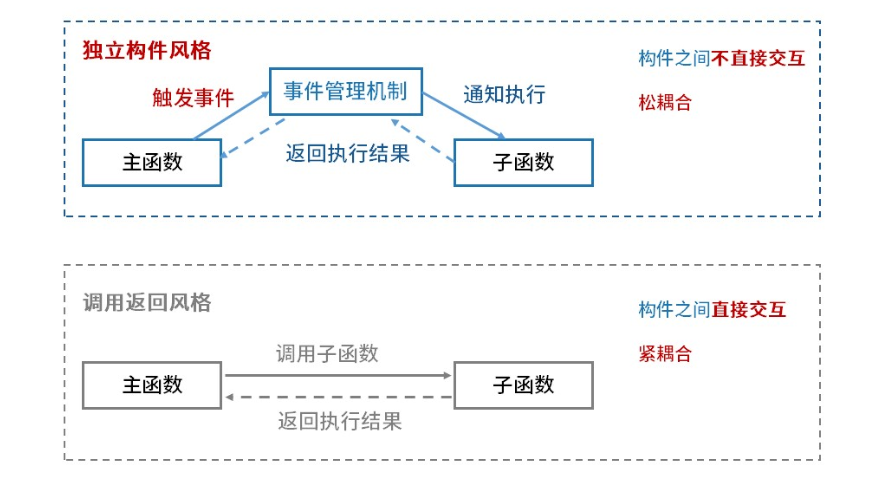 独立构件风格
构件之间不直接交互
事件管理机制
触发事件
通知执行
松耦合
返回执行结果
主函数
子函数
调用返回风格
构件之间直接交互
调用子函数
紧耦合
主函数
子函数
返回执行结果